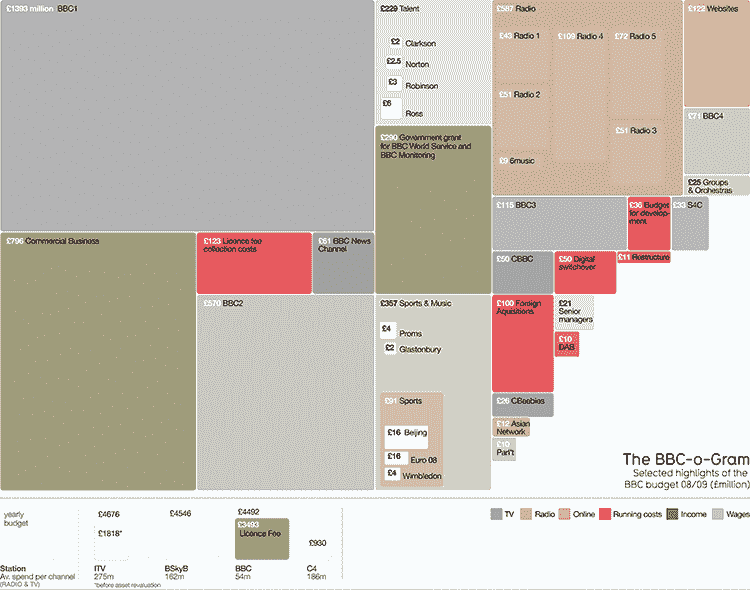 £1393 million BBC1
£229 Talent
£2 Clarkson
£2.5 Norton
£3 Robinson
£6 Ross
£587 Radio
£43 Radio 1
£109 Radio 4
£72 Radio 5
£51 Radio 2
£51 Radio 3
£9 6music
£122 Websites
£71 BBC4
£25 Groups
& Orchestras
£290 Government grant
for BBC World Service and
BBC Monitoring
£115 BBC3
£36 Budget
for develop-
ment
£33 S4C
£796 Commercial Business
£123 Licence fee
collection costs
£61 BBC News
Channel
£50 CBBC
£50 Digital
switchover
£11 Restructure
£570 BBC2
£357 Sports & Music
£4 Proms
£2 Glastonbury
£91 Sports
£16 Beijing
£16 Euro 08
£4 Wimbledon
£100 Foreign
Aquisitions
£21
Senior
managers
£10
DAB
£26 CBeebies
£12 Asian
Network
£10
Parl't
The BBC-o-Gram
Selected highlights of the
BBC budget 08/09 (£million)
TV Radio Online Running costs Income Wages
yearly
budget
£4676 £4546 £4492
£1818* £3493
Licence Fee
£930
Station ITV BSkyB BBC C4
Av. spend per channel 275m 162m 54m 186m
(RADIO & TV) *before asset revaluation